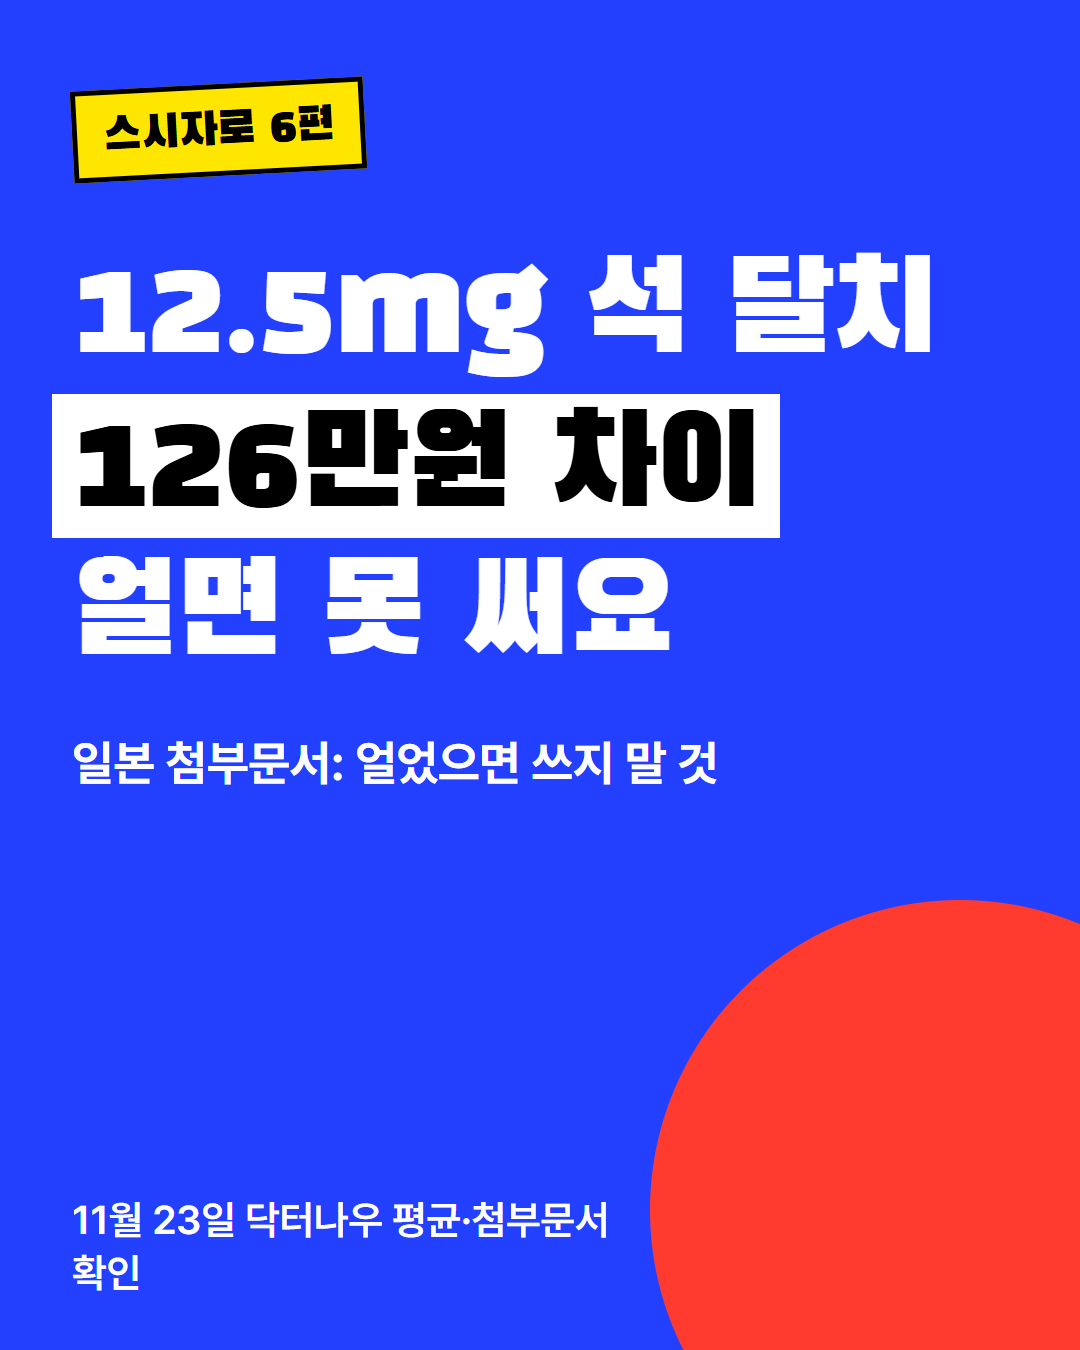 스시자로 6편
12.5mg 석 달치
126만원 차이
얼면 못 써요
일본 첨부문서: 얼었으면 쓰지 말 것
11월 23일 닥터나우 평균·첨부문서
확인